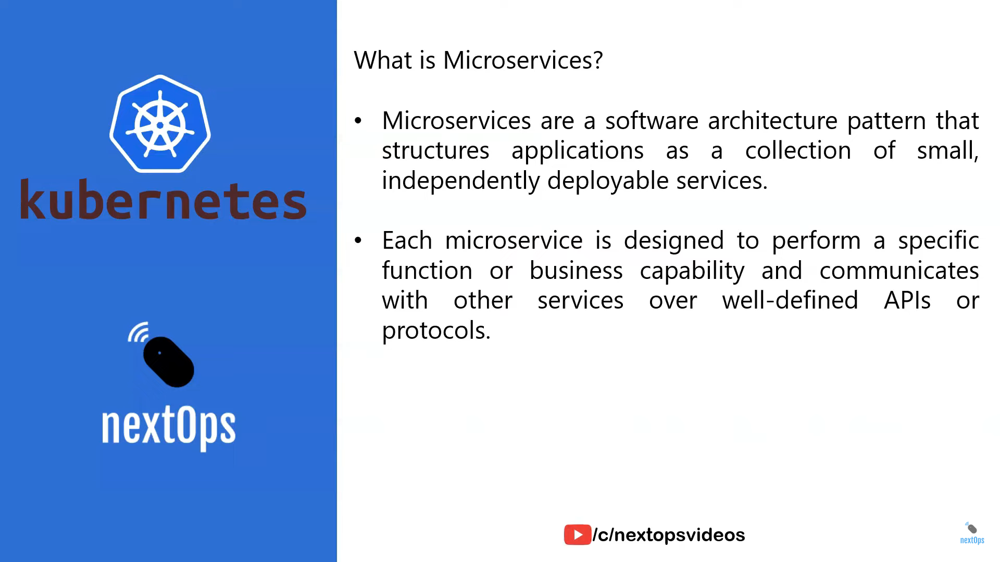 kubernetes
nextOps
What is Microservices?
• Microservices are a software architecture pattern that
structures applications as a collection of small,
independently deployable services.
• Each microservice is designed to perform a specific
function or business capability and communicates
with other services over well-defined APIs or
protocols.
/c/nextopsvideos
nextOps